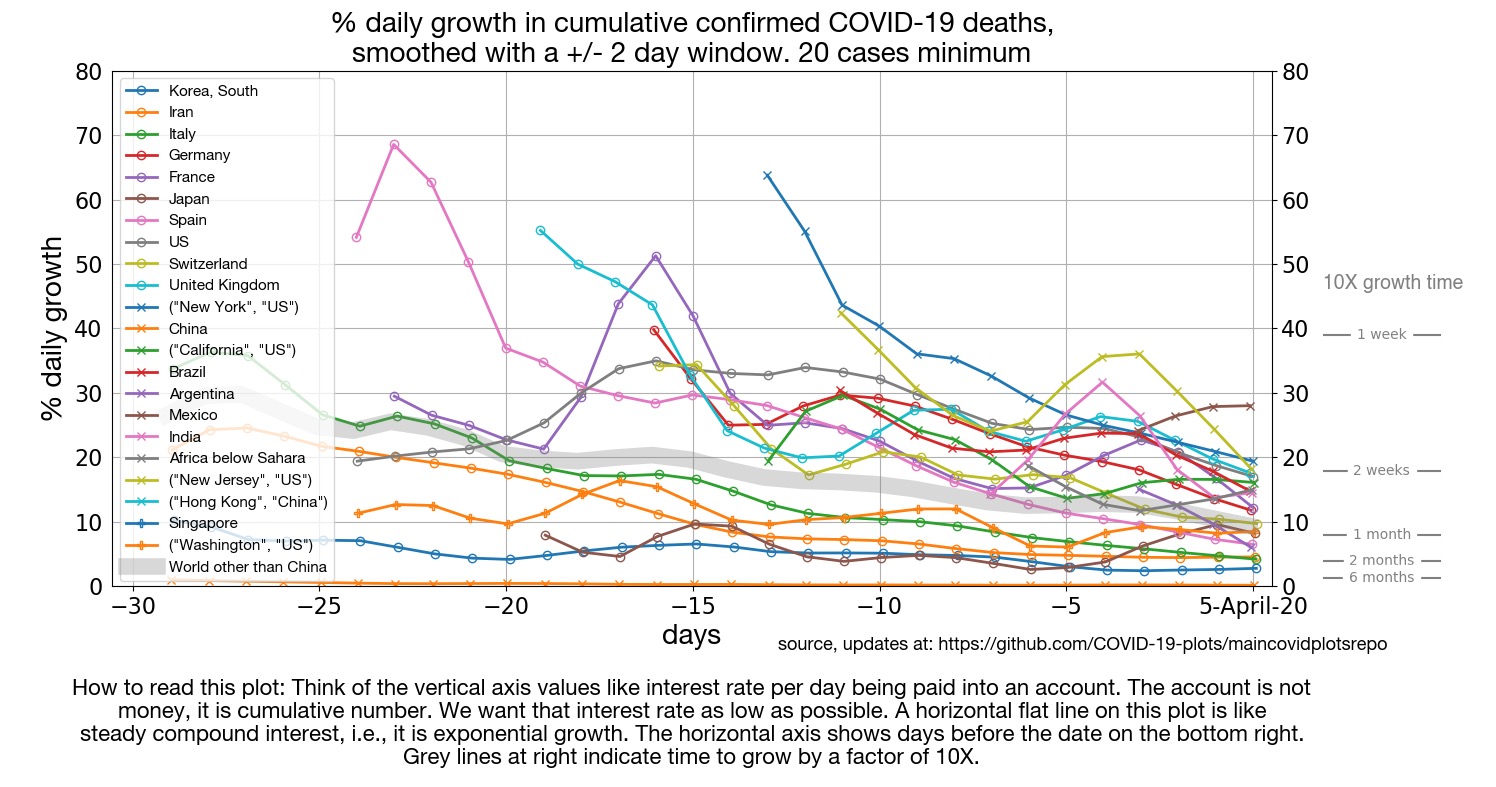 % daily growth in cumulative confirmed COVID-19 deaths,
smoothed with a +/- 2 day window. 20 cases minimum
% daily growth
80
70
60
50
40
30
20
10
0
Korea, South
Iran
Italy
Germany
France
Japan
Spain
US
Switzerland
United Kingdom
("New York", "US")
China
("California", "US")
Brazil
Argentina
Mexico
India
Africa below Sahara
("New Jersey", "US")
("Hong Kong", "China")
Singapore
("Washington", "US")
World other than China
80
70
60
50
40
30
20
10
0
10X growth time
1 week
2 weeks
1 month
2 months
6 months
−30 −25 −20 −15 −10 −5 5-April-20
days
source, updates at: https://github.com/COVID-19-plots/maincovidplotsrepo
How to read this plot: Think of the vertical axis values like interest rate per day being paid into an account. The account is not
money, it is cumulative number. We want that interest rate as low as possible. A horizontal flat line on this plot is like
steady compound interest, i.e., it is exponential growth. The horizontal axis shows days before the date on the bottom right.
Grey lines at right indicate time to grow by a factor of 10X.